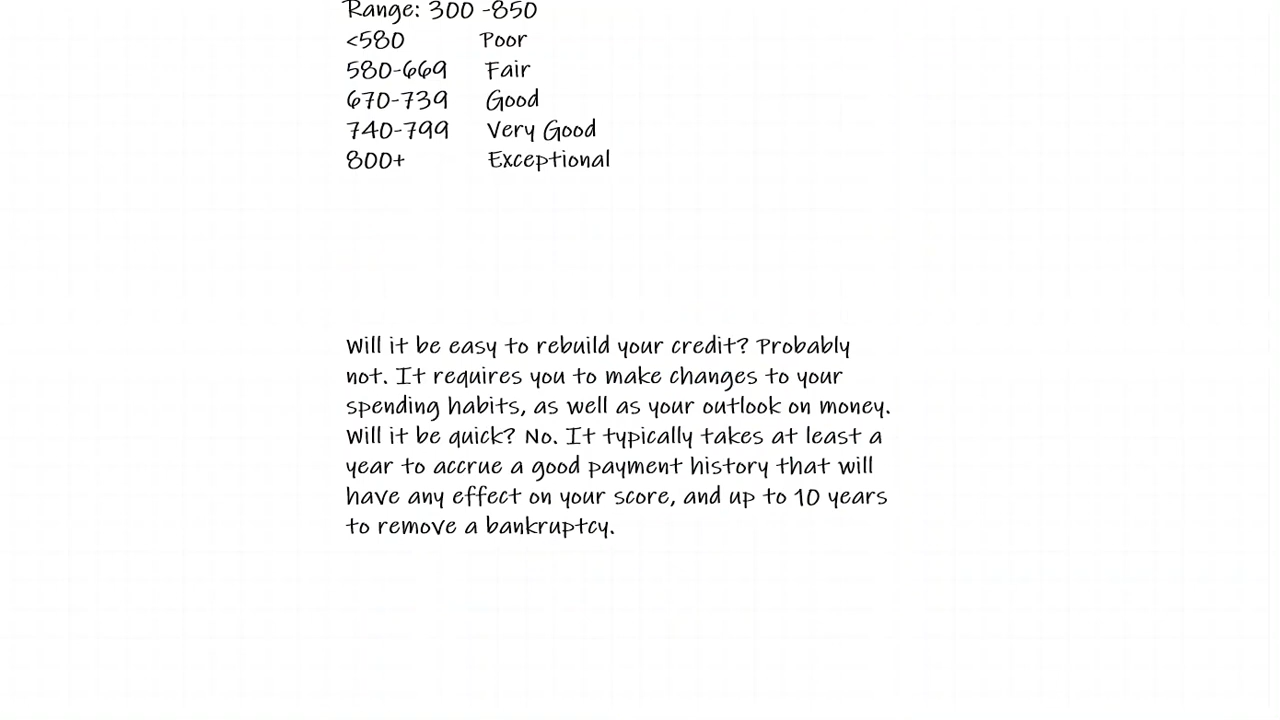 Range: 300 -850
<580 Poor
580-669 Fair
670-739 Good
740-799 Very Good
800+ Exceptional
Will it be easy to rebuild your credit? Probably
not. It requires you to make changes to your
spending habits, as well as your outlook on money.
Will it be quick? No. It typically takes at least a
year to accrue a good payment history that will
have any effect on your score, and up to 10 years
to remove a bankruptcy.